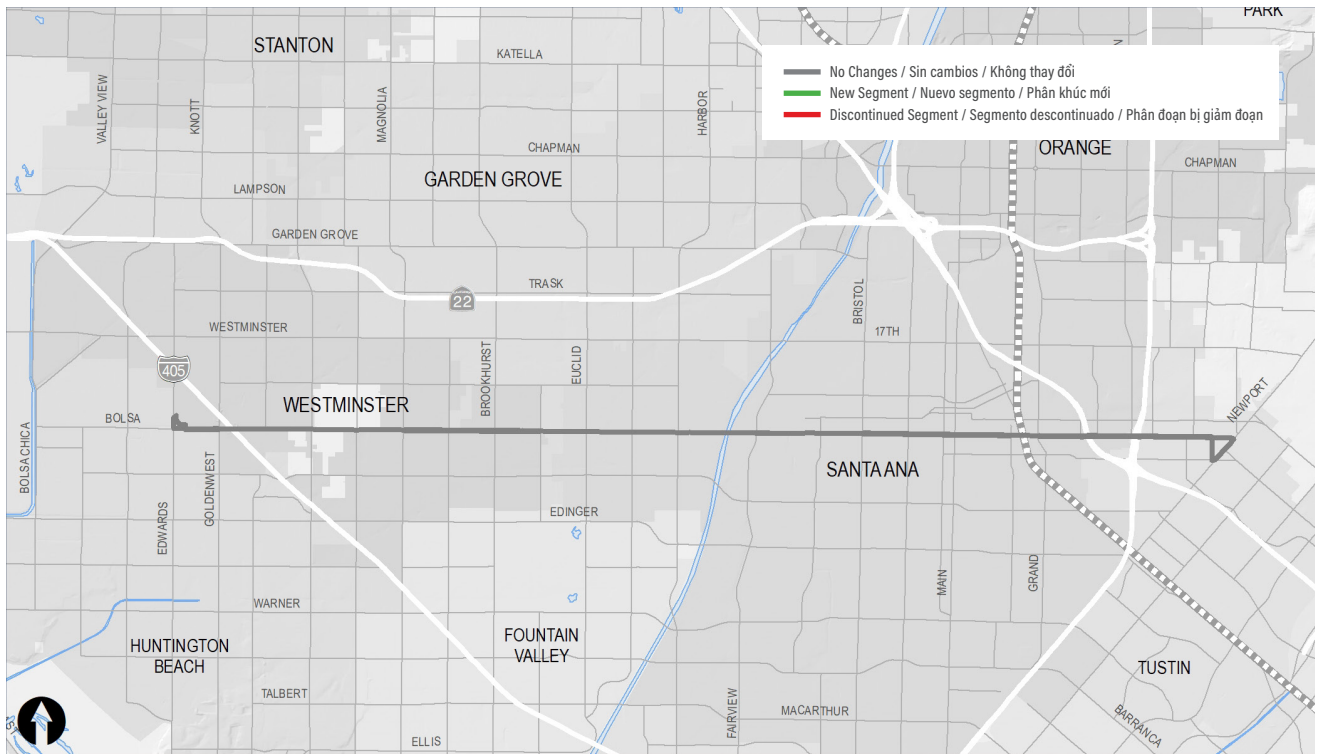 PARK
STANTON
KATELLA
No Changes / Sin cambios / Không thay đổi
New Segment / Nuevo segmento / Phân khúc mới
Discontinued Segment / Segmento descontinuado / Phân đoạn bị giảm đoạn
VALLEY VIEW
KNOTT
MAGNOLIA
HARBOR
CHAPMAN
ORANGE
CHAPMAN
GARDEN GROVE
LAMPSON
GARDEN GROVE
TRASK
22
BRISTOL
WESTMINSTER
17TH
405
BROOKHURST
EUCLID
NEWPORT
WESTMINSTER
BOLSA
BOLSA CHICA
GOLDENWEST
SANTA ANA
EDWARDS
EDINGER
MAIN
GRAND
WARNER
HUNTINGTON
BEACH
FOUNTAIN
VALLEY
TUSTIN
TALBERT
FAIRVIEW
MACARTHUR
BARRANCA
ELLIS